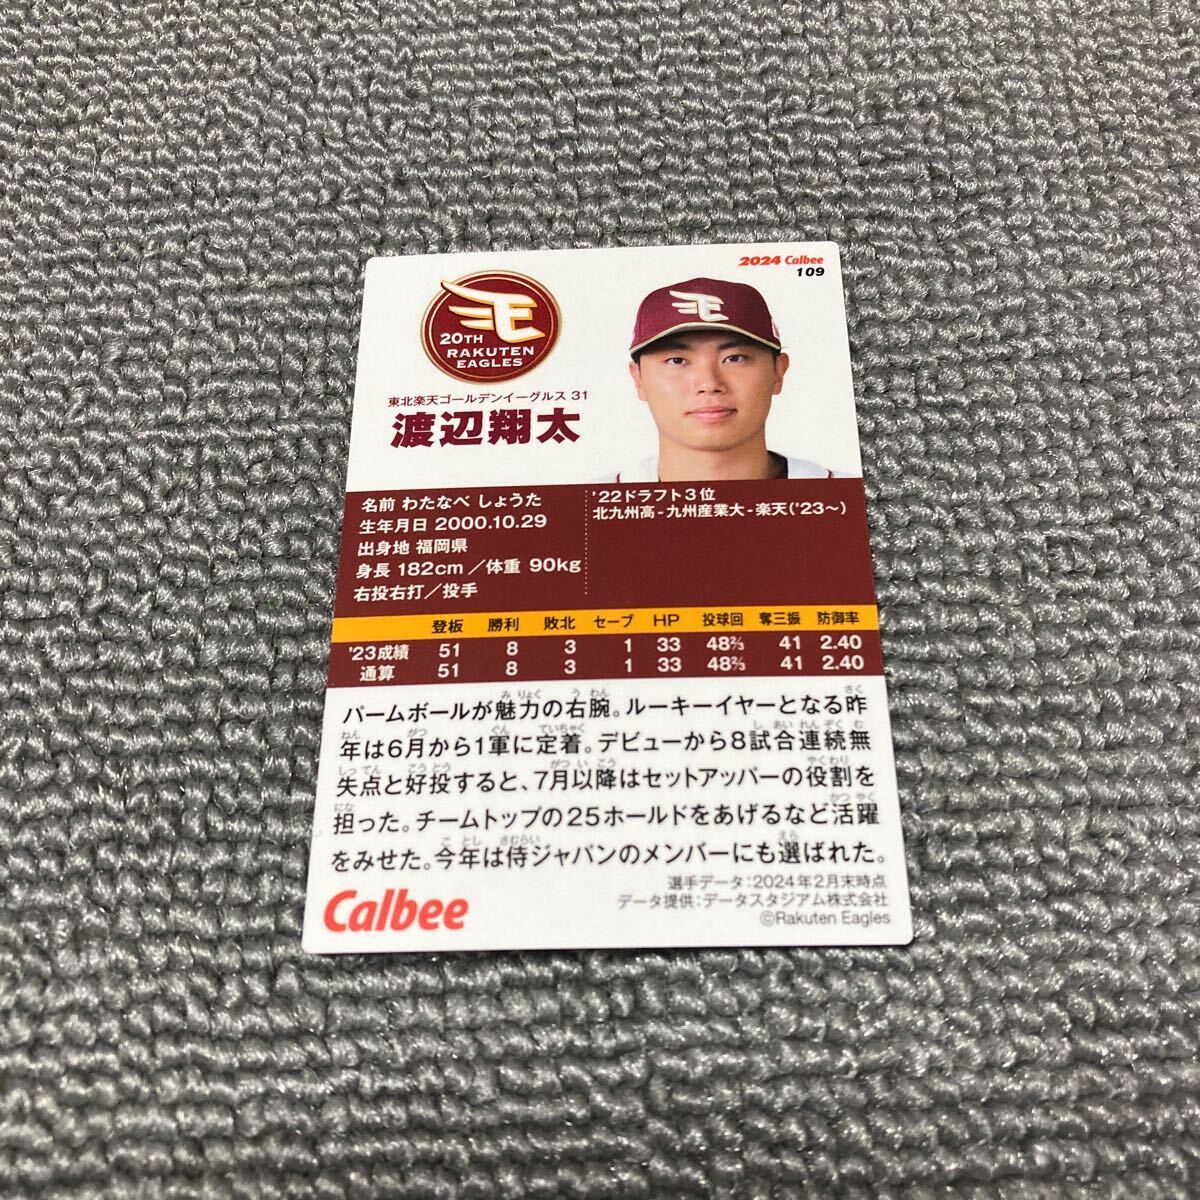 2024 Calbee
109
20TH
RAKUTEN
EAGLES
東北楽天ゴールデンイーグルス 31
渡辺翔太
名前 わたなべ しょうた
生年月日 2000.10.29
出身地 福岡県
身長 182cm ／体重 90kg
右投右打／投手
'22ドラフト3位
北九州高-九州産業大-楽天('23～)
登板 勝利 敗北 セーブ HP 投球回 奪三振 防御率
'23成績 51 8 3 1 33 48⅔ 41 2.40
通算 51 8 3 1 33 48⅔ 41 2.40
パームボールが魅力の右腕。ルーキーイヤーとなる昨
年は6月から1軍に定着。デビューから8試合連続無
失点と好投すると、7月以降はセットアッパーの役割を
担った。チームトップの25ホールドをあげるなど活躍
をみせた。今年は侍ジャパンのメンバーにも選ばれた。
選手データ：2024年2月末時点
データ提供：データスタジアム株式会社
©Rakuten Eagles
Calbee